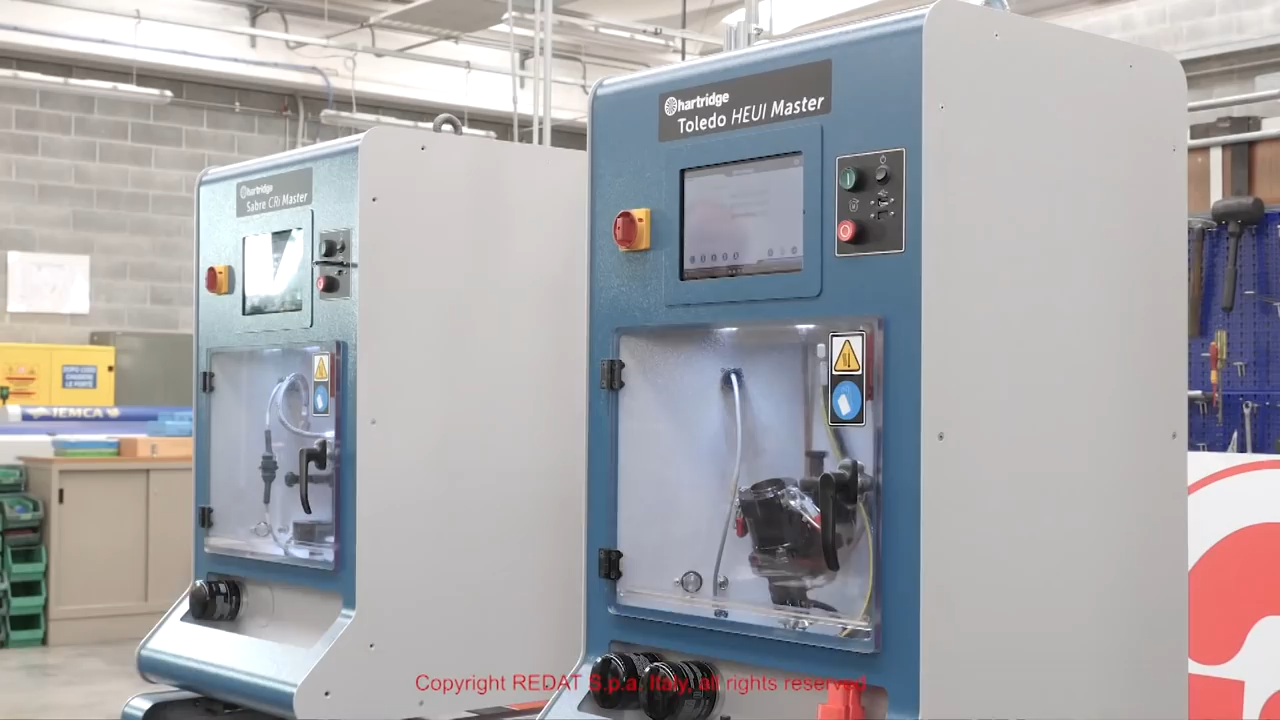 hartridge
Toledo HEUI Master
hartridge
Sabre CRi Master
IEMCA
Copyright REDAT S.p.a. Italy, all rights reserved